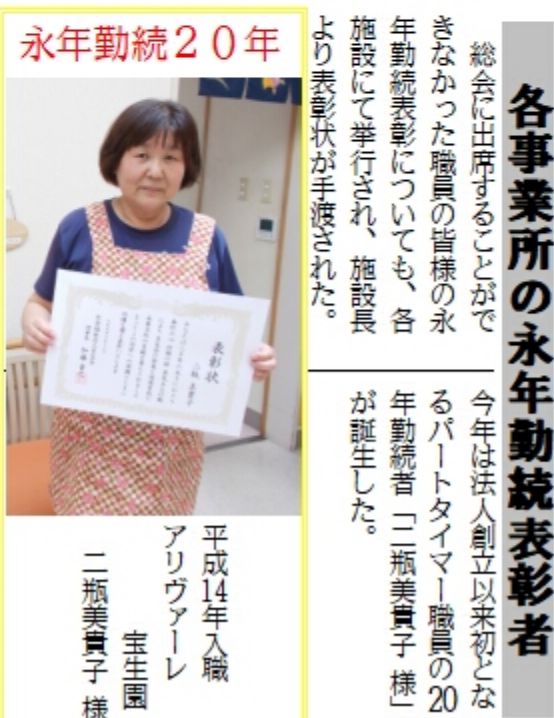 各事業所の永年勤続表彰者
総会に出席することがで
きなかった職員の皆様の永
年勤続表彰についても、各
施設にて挙行され、施設長
より表彰状が手渡された。
今年は法人創立以来初とな
るパートタイマー職員の20
年勤続者「二瓶美貴子 様」
が誕生した。
永年勤続20年
表彰状
平成14年入職
アリヴァーレ
宝生園
二瓶美貴子 様